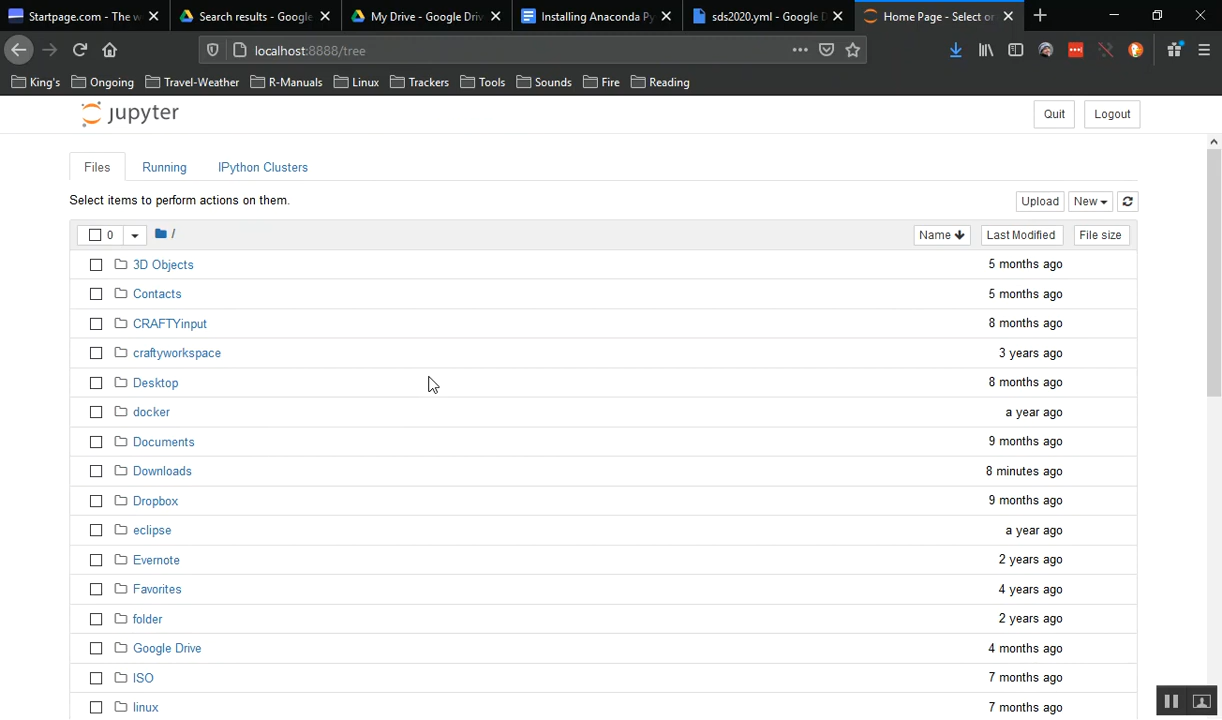 Startpage.com - The w
Search results - Google
My Drive - Google Driv
Installing Anaconda Py
sds2020.yml - Google D
Home Page - Select or
localhost:8888/tree
King's
Ongoing
Travel-Weather
R-Manuals
Linux
Trackers
Tools
Sounds
Fire
Reading
jupyter
Quit
Logout
Files
Running
IPython Clusters
Select items to perform actions on them.
Upload
New
0
/
Name
Last Modified
File size
3D Objects 5 months ago
Contacts 5 months ago
CRAFTYinput 8 months ago
craftyworkspace 3 years ago
Desktop 8 months ago
docker a year ago
Documents 9 months ago
Downloads 8 minutes ago
Dropbox 9 months ago
eclipse a year ago
Evernote 2 years ago
Favorites 4 years ago
folder 2 years ago
Google Drive 4 months ago
ISO 7 months ago
linux 7 months ago